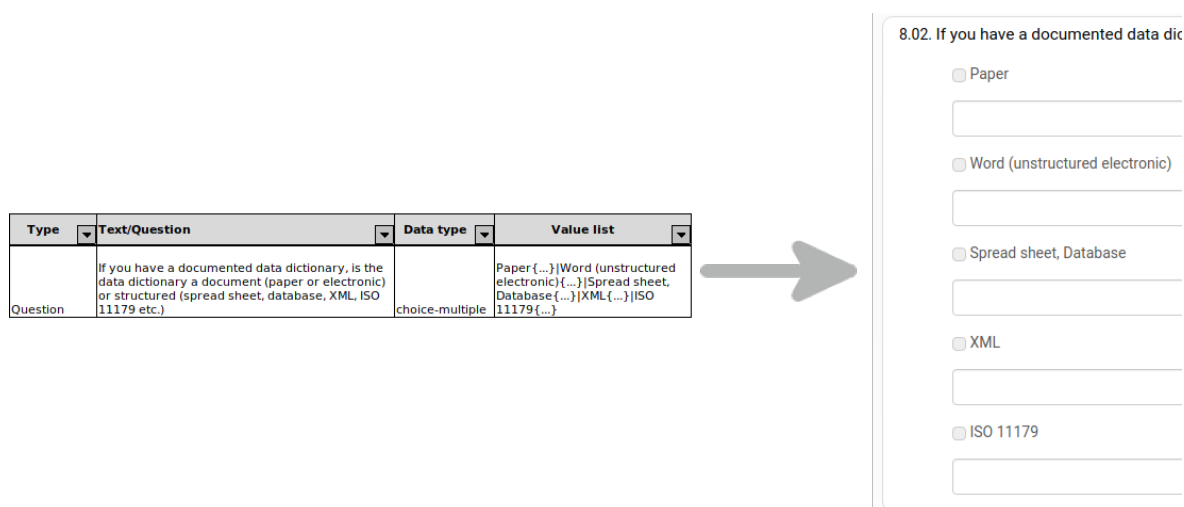 Type Text/Question Data type Value list
Question
If you have a documented data dictionary, is the
data dictionary a document (paper or electronic)
or structured (spread sheet, database, XML, ISO
11179 etc.)
choice-multiple
Paper{...}|Word (unstructured
electronic){...}|Spread sheet,
Database{...}|XML{...}|ISO
11179{...}
8.02. If you have a documented data
Paper
Word (unstructured electronic)
Spread sheet, Database
XML
ISO 11179